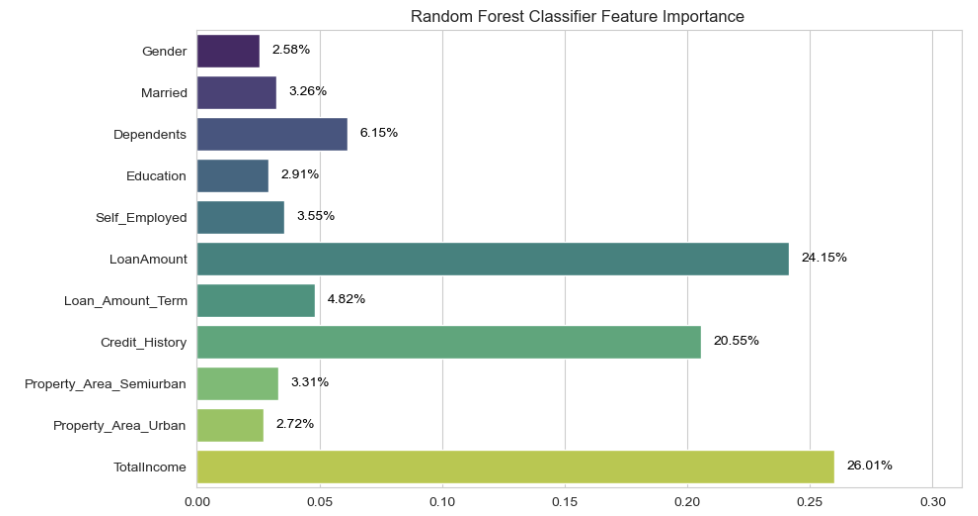 Random Forest Classifier Feature Importance
Gender 2.58%
Married 3.26%
Dependents 6.15%
Education 2.91%
Self_Employed 3.55%
LoanAmount 24.15%
Loan_Amount_Term 4.82%
Credit_History 20.55%
Property_Area_Semiurban 3.31%
Property_Area_Urban 2.72%
TotalIncome 26.01%
0.00 0.05 0.10 0.15 0.20 0.25 0.30